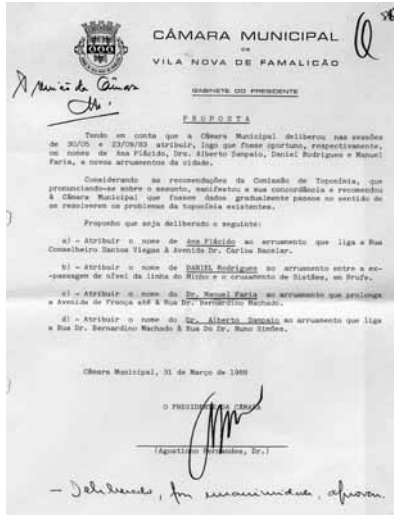 CÂMARA MUNICIPAL
DE
VILA NOVA DE FAMALICÃO
GABINETE DO PRESIDENTE
P R O P O S T A
Tendo em conta que a Câmara Municipal deliberou nas sessões
de 30/05 e 23/09/83 atribuir, logo que fosse oportuno, respectivamente,
os nomes de Ana Plácido, Drs. Alberto Sampaio, Daniel Rodrigues e Manuel
Faria, a novos arruamentos da cidade.
Considerando as recomendações da Comissão de Toponímia, que
pronunciando-se sobre o assunto, manifestou a sua concordância e recomendou
à Câmara Municipal que fossem dados gradualmente passos no sentido de
se resolverem os problemas da toponímia existentes.
Proponho que seja deliberado o seguinte:
a) - Atribuir o nome de Ana Plácido ao arruamento que liga a Rua
Conselheiro Santos Viegas à Avenida Dr. Carlos Bacelar.
b) - Atribuir o nome de DANIEL Rodrigues ao arruamento entre a ex-
-passagem de nível da linha do Minho e o cruzamento de Sistães, em Brufe.
c) - Atribuir o nome do Dr. Manuel Faria ao arruamento que prolonga
a Avenida de França até à Rua Dr. Bernardino Machado.
d) - Atribuir o nome do Dr. Alberto Sampaio ao arruamento que liga
a Rua Dr. Bernardino Machado à Rua Do Dr. Nuno Simões.
Câmara Municipal, 31 de Março de 1988
O PRESIDENTE DA CÂMARA
(Agostinho Fernandes, Dr.)
- Deliberado, por unanimidade, aprovar.